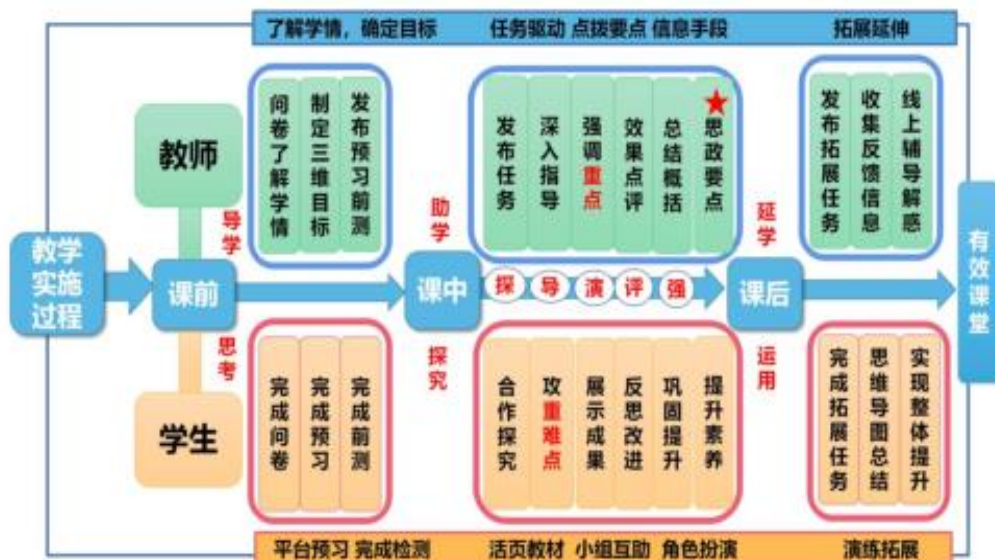 了解学情，确定目标
任务驱动 点拨要点 信息手段
拓展延伸
教师
问卷了解学情
制定三维目标
发布预习前测
发布任务
深入指导
强调重点
效果点评
总结概括
思政要点
发布拓展任务
收集反馈信息
线上辅导解惑
导学
助学
延学
教学
实施
过程
课前
课中
探
导
演
评
强
课后
有效课堂
思考
探究
运用
学生
完成问卷
完成预习
完成前测
合作探究
攻重难点
展示成果
反思改进
巩固提升
提升素养
完成拓展任务
思维导图总结
实现整体提升
平台预习 完成检测
活页教材 小组互助 角色扮演
演练拓展